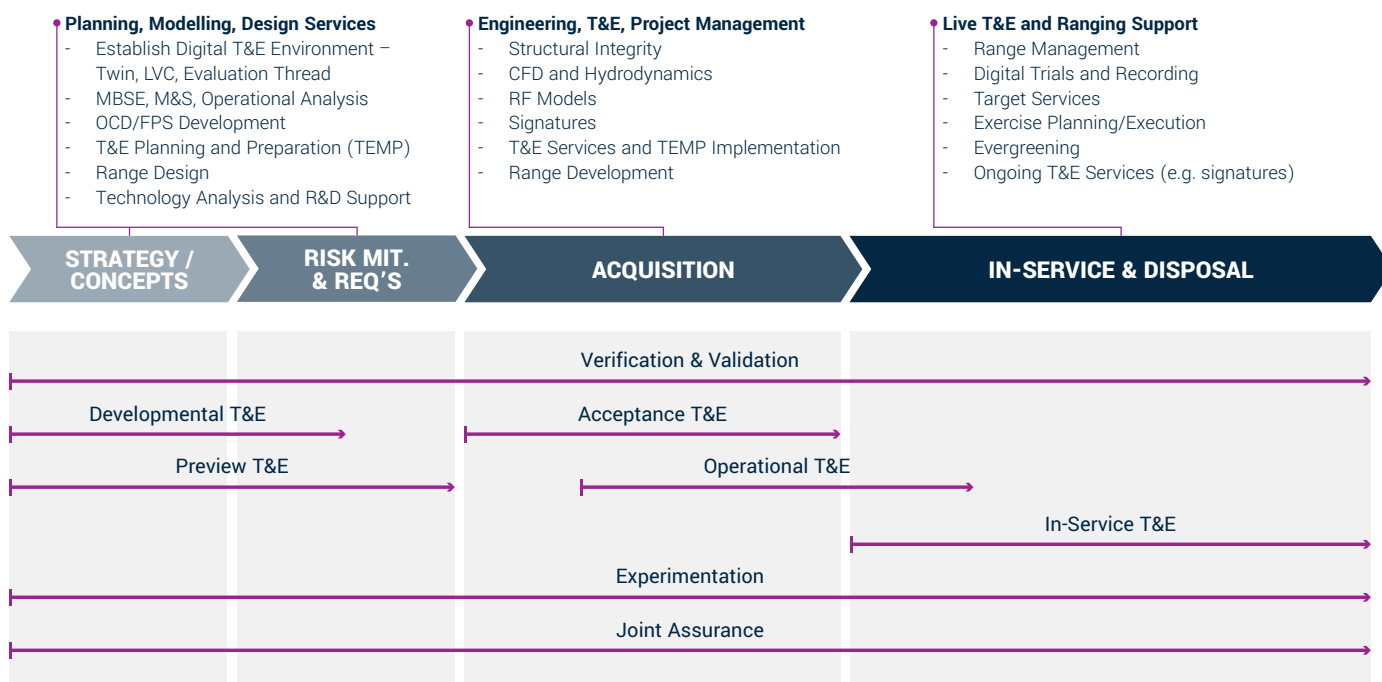 Planning, Modelling, Design Services
- Establish Digital T&E Environment –
Twin, LVC, Evaluation Thread
- MBSE, M&S, Operational Analysis
- OCD/FPS Development
- T&E Planning and Preparation (TEMP)
- Range Design
- Technology Analysis and R&D Support
Engineering, T&E, Project Management
- Structural Integrity
- CFD and Hydrodynamics
- RF Models
- Signatures
- T&E Services and TEMP Implementation
- Range Development
Live T&E and Ranging Support
- Range Management
- Digital Trials and Recording
- Target Services
- Exercise Planning/Execution
- Evergreening
- Ongoing T&E Services (e.g. signatures)
STRATEGY /
CONCEPTS
RISK MIT.
& REQ'S
ACQUISITION
IN-SERVICE & DISPOSAL
Verification & Validation
Developmental T&E
Acceptance T&E
Preview T&E
Operational T&E
In-Service T&E
Experimentation
Joint Assurance